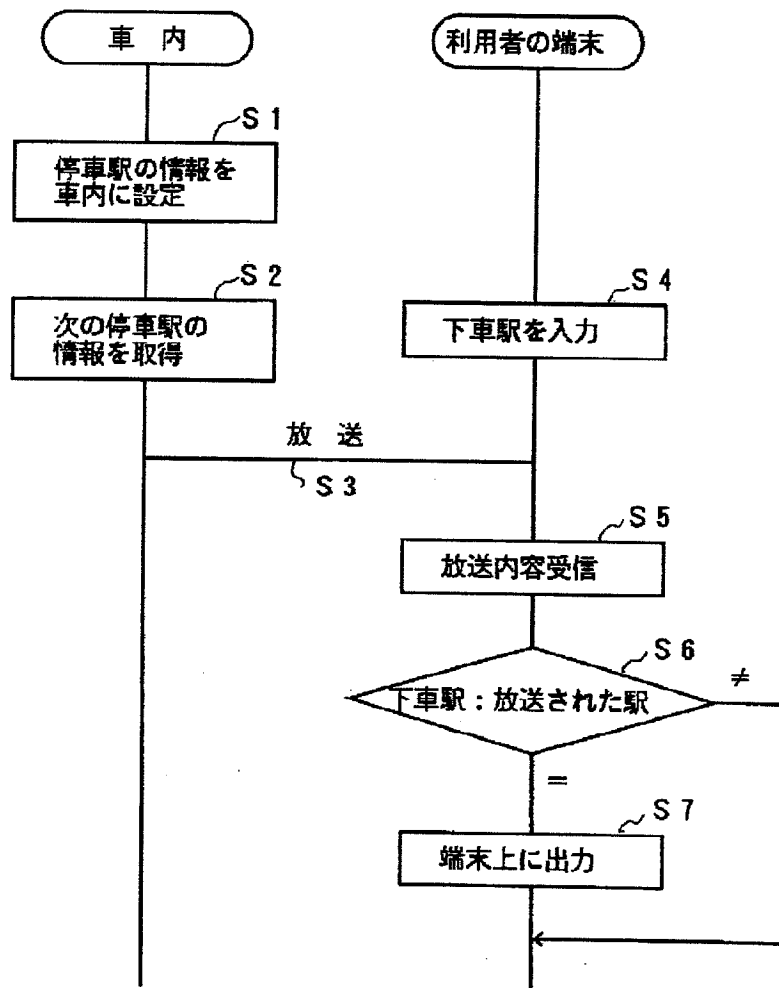 車 内
利用者の端末
S 1
停車駅の情報を
車内に設定
S 2
次の停車駅の
情報を取得
S 4
下車駅を入力
放 送
S 3
S 5
放送内容受信
S 6
下車駅：放送された駅
≠
=
S 7
端末上に出力